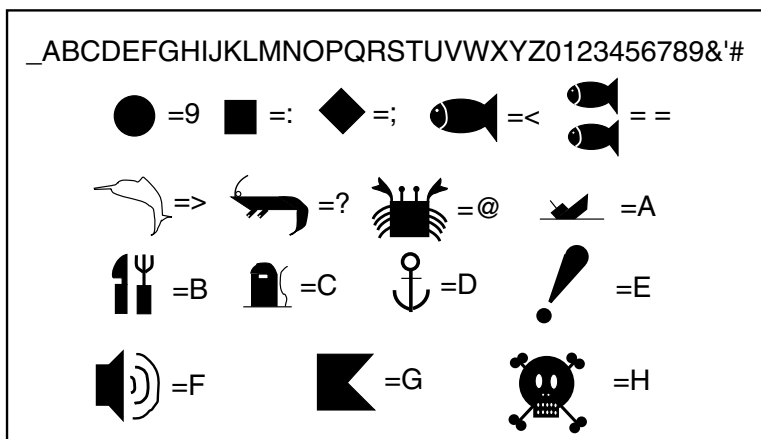 _ABCDEFGHIJKLMNOPQRSTUVWXYZ0123456789&'#
=9 =: =; =< = =
=> =? =@ =A
=B =C =D =E
=F =G =H